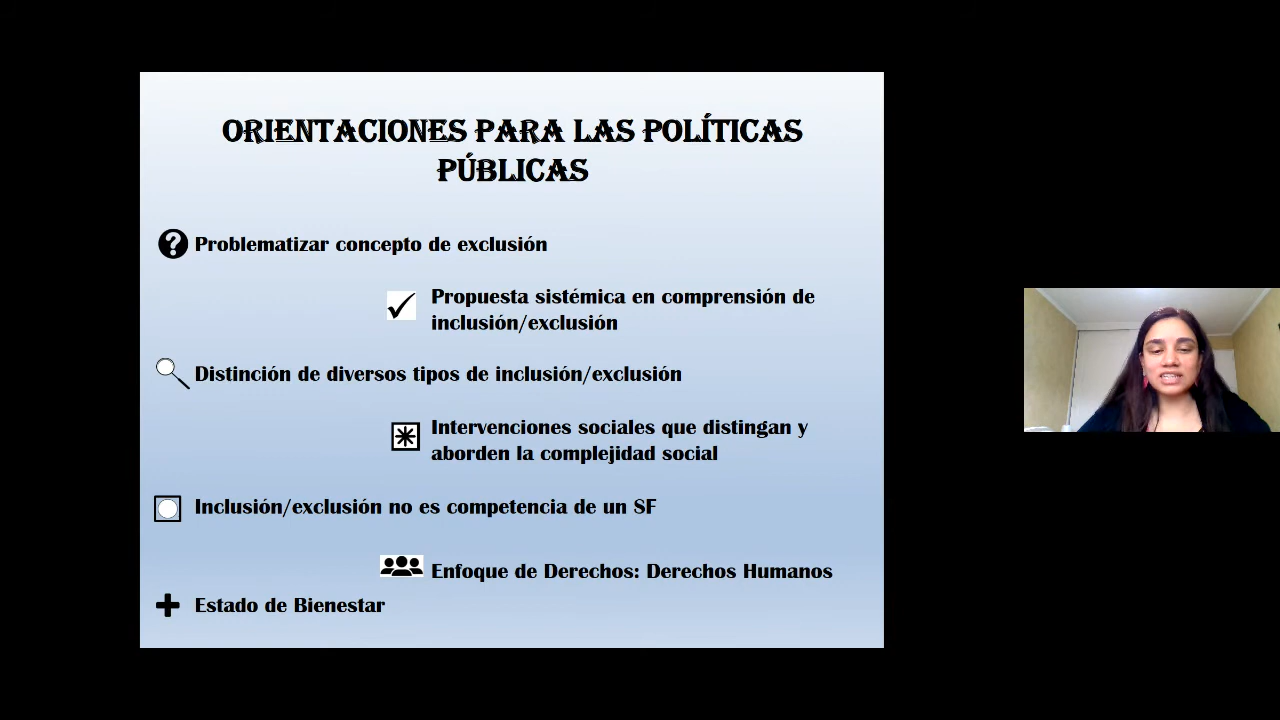 ORIENTACIONES PARA LAS POLÍTICAS
PÚBLICAS
Problematizar concepto de exclusión
Propuesta sistémica en comprensión de
inclusión/exclusión
Distinción de diversos tipos de inclusión/exclusión
Intervenciones sociales que distingan y
aborden la complejidad social
Inclusión/exclusión no es competencia de un SF
Enfoque de Derechos: Derechos Humanos
Estado de Bienestar